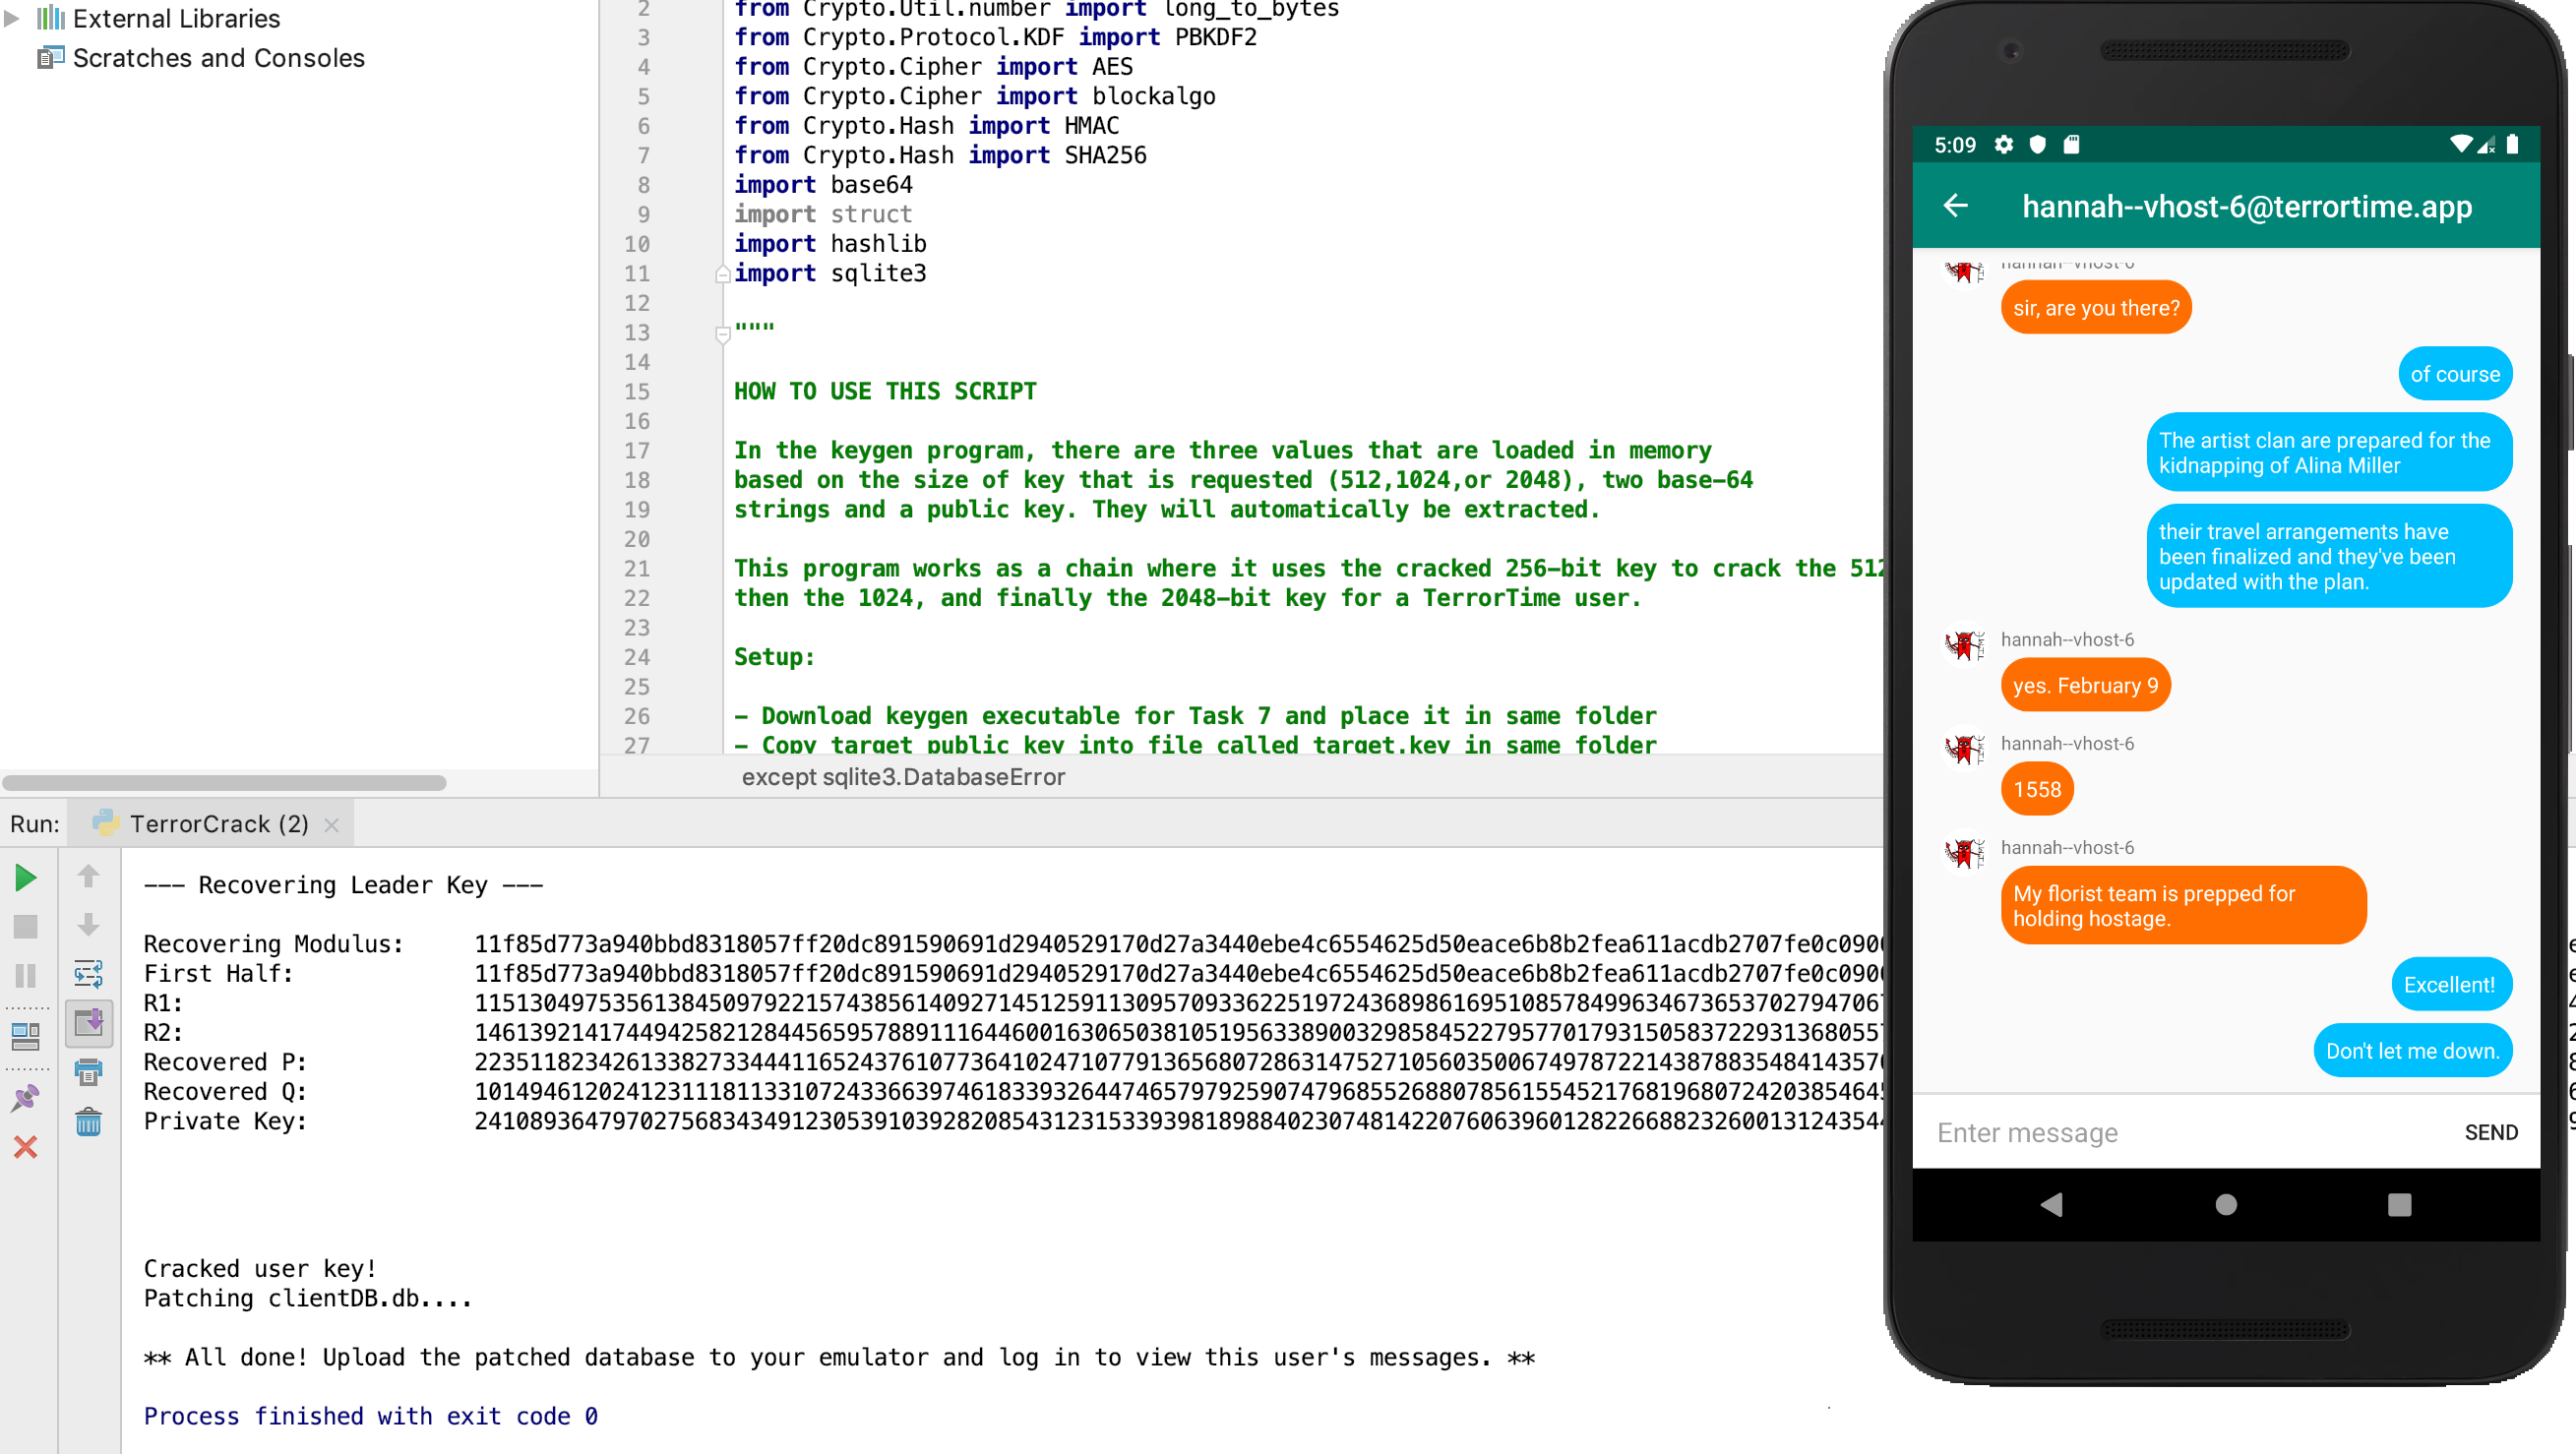 External Libraries
Scratches and Consoles
2 from Crypto.Util.number import long_to_bytes
3 from Crypto.Protocol.KDF import PBKDF2
4 from Crypto.Cipher import AES
5 from Crypto.Cipher import blockalgo
6 from Crypto.Hash import HMAC
7 from Crypto.Hash import SHA256
8 import base64
9 import struct
10 import hashlib
11 import sqlite3
12
13 """
14
15 HOW TO USE THIS SCRIPT
16
17 In the keygen program, there are three values that are loaded in memory
18 based on the size of key that is requested (512,1024,or 2048), two base-64
19 strings and a public key. They will automatically be extracted.
20
21 This program works as a chain where it uses the cracked 256-bit key to crack the 512
22 then the 1024, and finally the 2048-bit key for a TerrorTime user.
23
24 Setup:
25
26 - Download keygen executable for Task 7 and place it in same folder
27 - Copy target public key into file called target.key in same folder
except sqlite3.DatabaseError
Run: TerrorCrack (2)
--- Recovering Leader Key ---
Recovering Modulus:
First Half:
R1:
R2:
Recovered P:
Recovered Q:
Private Key:
Cracked user key!
Patching clientDB.db....
** All done! Upload the patched database to your emulator and log in to view this user's messages. **
Process finished with exit code 0
5:09
hannah--vhost-6@terrortime.app
hannah--vhost-6
sir, are you there?
of course
The artist clan are prepared for the
kidnapping of Alina Miller
their travel arrangements have
been finalized and they've been
updated with the plan.
hannah--vhost-6
yes. February 9
hannah--vhost-6
1558
hannah--vhost-6
My florist team is prepped for
holding hostage.
Excellent!
Don't let me down.
Enter message
SEND